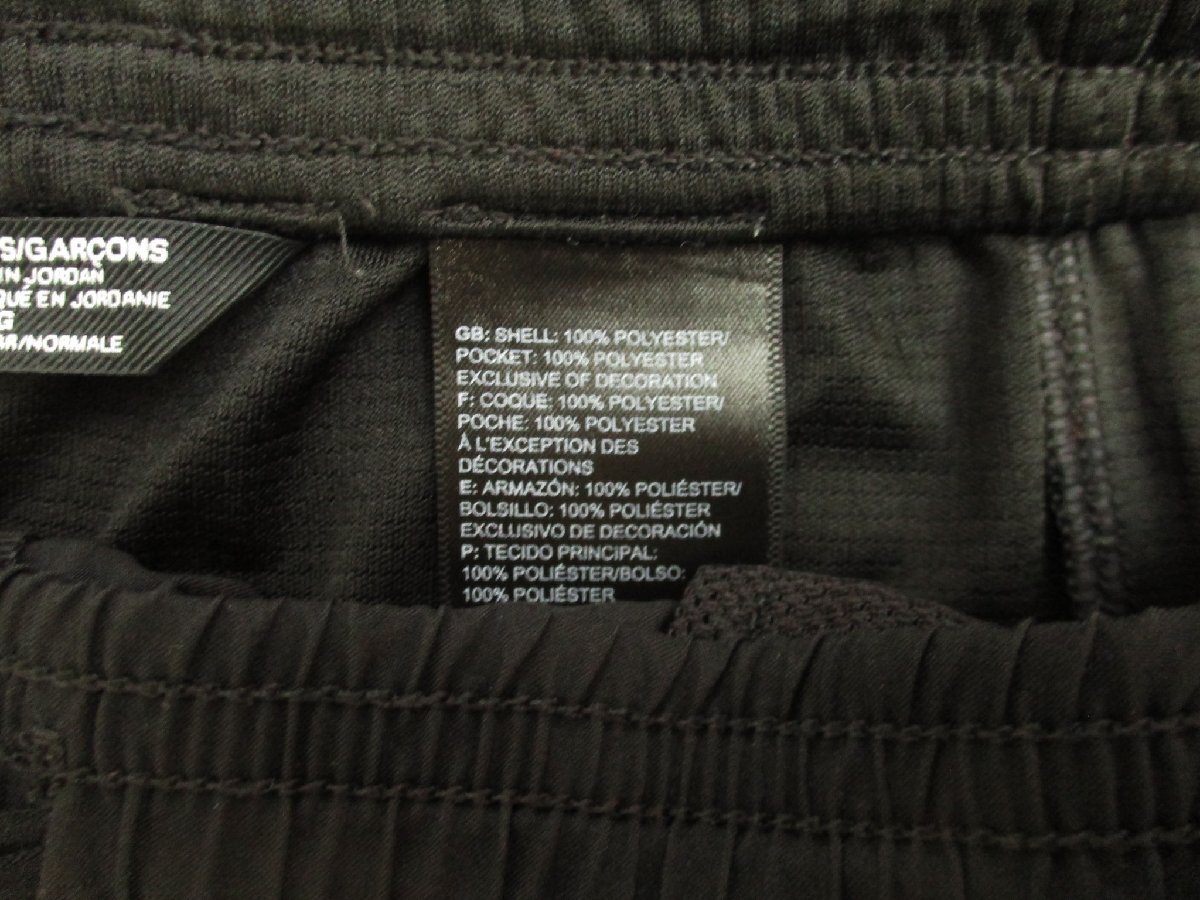 S/GARÇONS
IN JORDAN
QUÉ EN JORDANIE
G
AR/NORMALE
GB: SHELL: 100% POLYESTER/
POCKET: 100% POLYESTER
EXCLUSIVE OF DECORATION
F: COQUE: 100% POLYESTER/
POCHE: 100% POLYESTER
À L'EXCEPTION DES
DÉCORATIONS
E: ARMAZÓN: 100% POLIÉSTER/
BOLSILLO: 100% POLIÉSTER
EXCLUSIVO DE DECORACIÓN
P: TECIDO PRINCIPAL:
100% POLIÉSTER/BOLSO:
100% POLIÉSTER